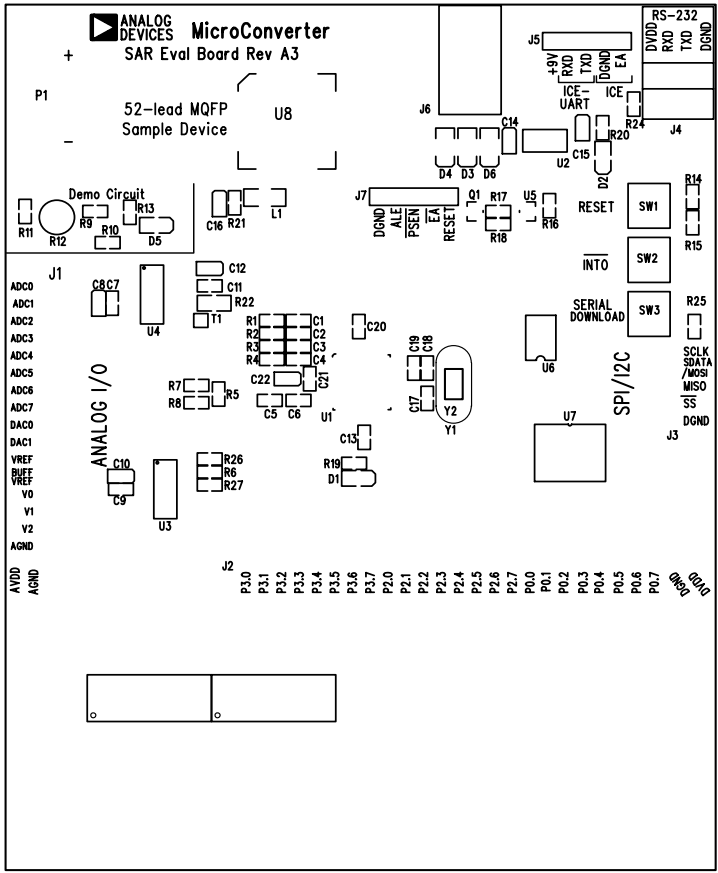 ANALOG
DEVICES MicroConverter
SAR Eval Board Rev A3
+
P1
−
52-lead MQFP
Sample Device
U8
J6
J5
+9V
RXD
TXD
DGND
EA
ICE-
UART
ICE
RS-232
DVDD
RXD
TXD
DGND
J4
R24
C14
U2
C15
R20
D2
D4
D3
D6
Demo Circuit
R11
R12
R9
R10
R13
D5
C16
R21
L1
J7
DGND
ALE
PSEN
EA
RESET
Q1
R17
R18
U5
R16
RESET
SW1
R14
R15
INTO
SW2
SERIAL
DOWNLOAD
SW3
R25
J1
ADC0
ADC1
ADC2
ADC3
ADC4
ADC5
ADC6
ADC7
DAC0
DAC1
VREF
BUFF
VREF
V0
V1
V2
AGND
AVDD
AGND
ANALOG I/O
C8
C7
U4
C12
C11
R22
T1
R1
R2
R3
R4
C1
C2
C3
C4
C22
C21
C5
C6
U1
C20
C19
C18
C17
Y2
Y1
R7
R8
R5
C13
R19
D1
C10
C9
U3
R26
R6
R27
U6
U7
SPI/I2C
SCLK
SDATA
/MOSI
MISO
SS
DGND
J3
J2
P3.0
P3.1
P3.2
P3.3
P3.4
P3.5
P3.6
P3.7
P2.0
P2.1
P2.2
P2.3
P2.4
P2.5
P2.6
P2.7
P0.0
P0.1
P0.2
P0.3
P0.4
P0.5
P0.6
P0.7
DGND
DVDD